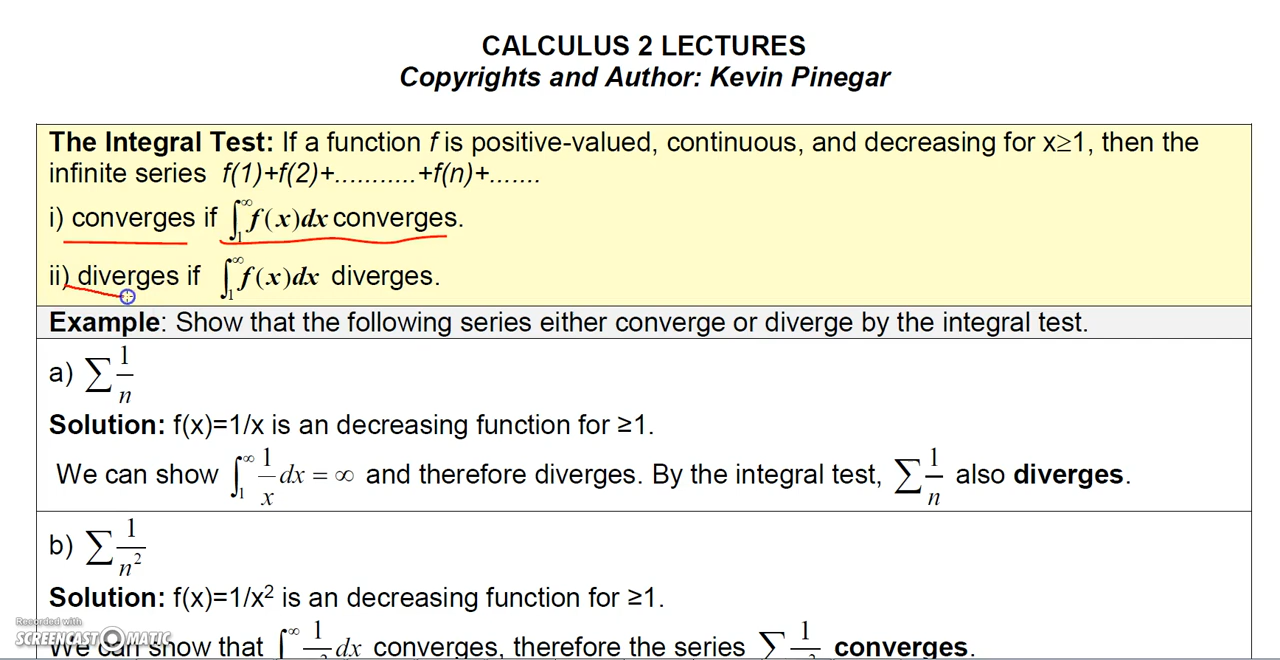 CALCULUS 2 LECTURES
Copyrights and Author: Kevin Pinegar
The Integral Test: If a function f is positive-valued, continuous, and decreasing for x≥1, then the
infinite series f(1)+f(2)+...........+f(n)+.......
i) converges if ∫₁^∞ f(x)dx converges.
ii) diverges if ∫₁^∞ f(x)dx diverges.
Example: Show that the following series either converge or diverge by the integral test.
a) ∑ 1/n
Solution: f(x)=1/x is an decreasing function for ≥1.
We can show ∫₁^∞ 1/x dx = ∞ and therefore diverges. By the integral test, ∑ 1/n also diverges.
b) ∑ 1/n²
Solution: f(x)=1/x² is an decreasing function for ≥1.
Recorded with
SCREENCAST O MATIC
We can show that ∫^∞ 1/ dx converges, therefore the series ∑ 1/ converges.